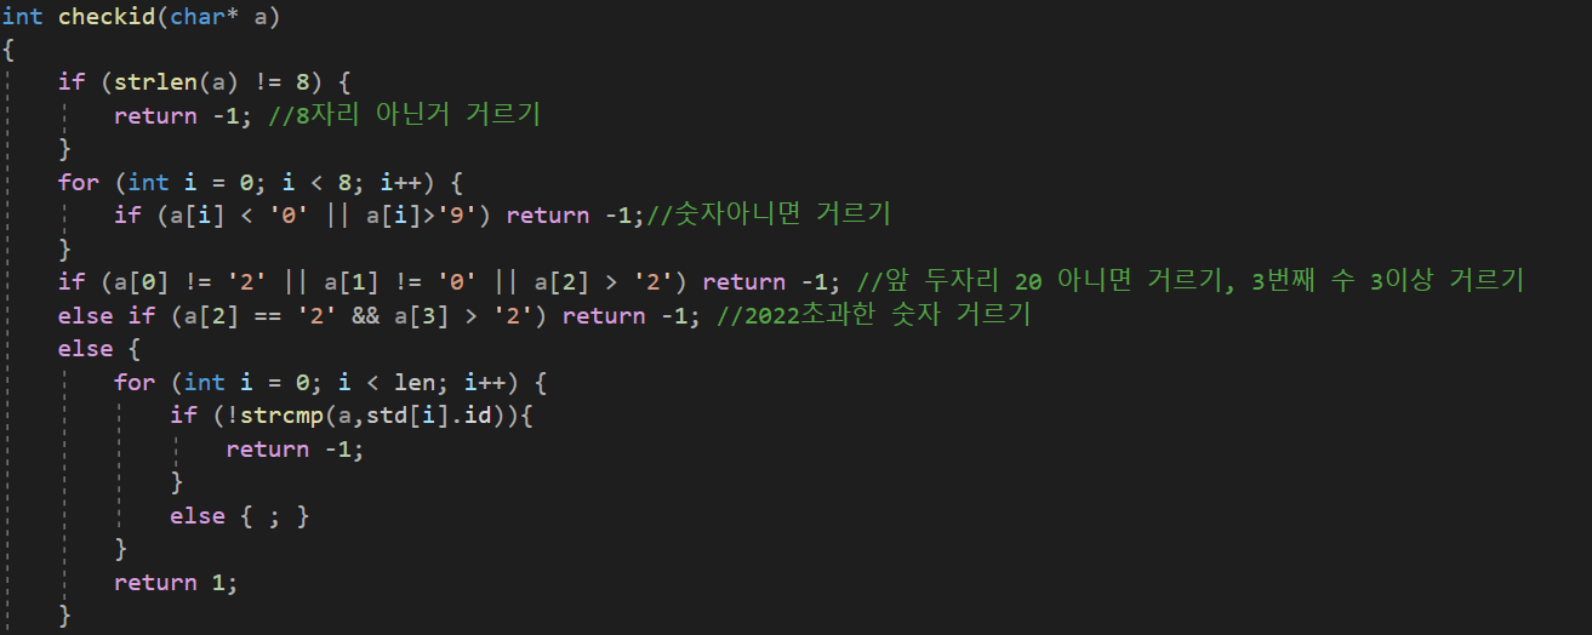 int checkid(char* a)
{
    if (strlen(a) != 8) {
        return -1; //8자리 아닌거 거르기
    }
    for (int i = 0; i < 8; i++) {
        if (a[i] < '0' || a[i]>'9') return -1;//숫자아니면 거르기
    }
    if (a[0] != '2' || a[1] != '0' || a[2] > '2') return -1; //앞 두자리 20 아니면 거르기, 3번째 수 3이상 거르기
    else if (a[2] == '2' && a[3] > '2') return -1; //2022초과한 숫자 거르기
    else {
        for (int i = 0; i < len; i++) {
            if (!strcmp(a,std[i].id)){
                return -1;
            }
            else { ; }
        }
        return 1;
    }